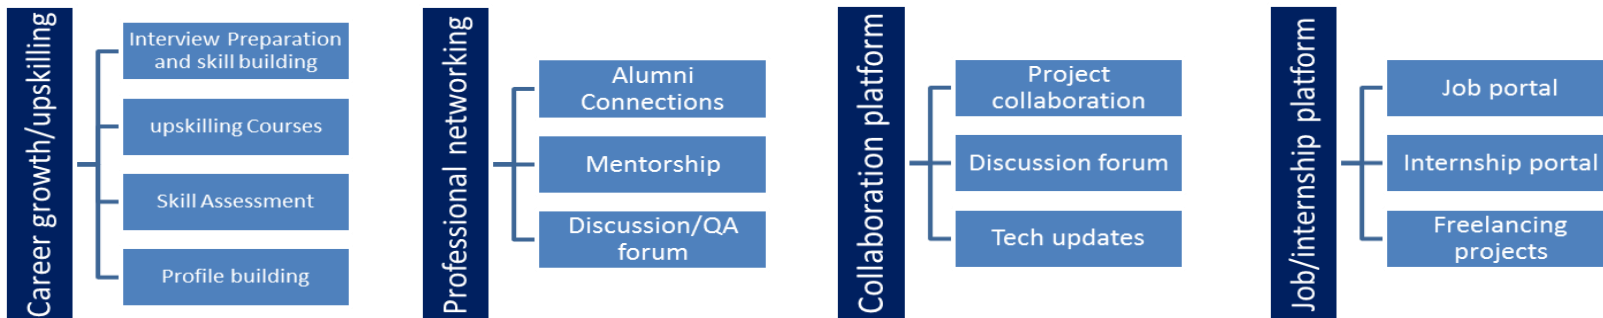 Career growth/upskilling
Interview Preparation
and skill building
upskilling Courses
Skill Assessment
Profile building
Professional networking
Alumni
Connections
Mentorship
Discussion/QA
forum
Collaboration platform
Project
collaboration
Discussion forum
Tech updates
Job/internship platform
Job portal
Internship portal
Freelancing
projects